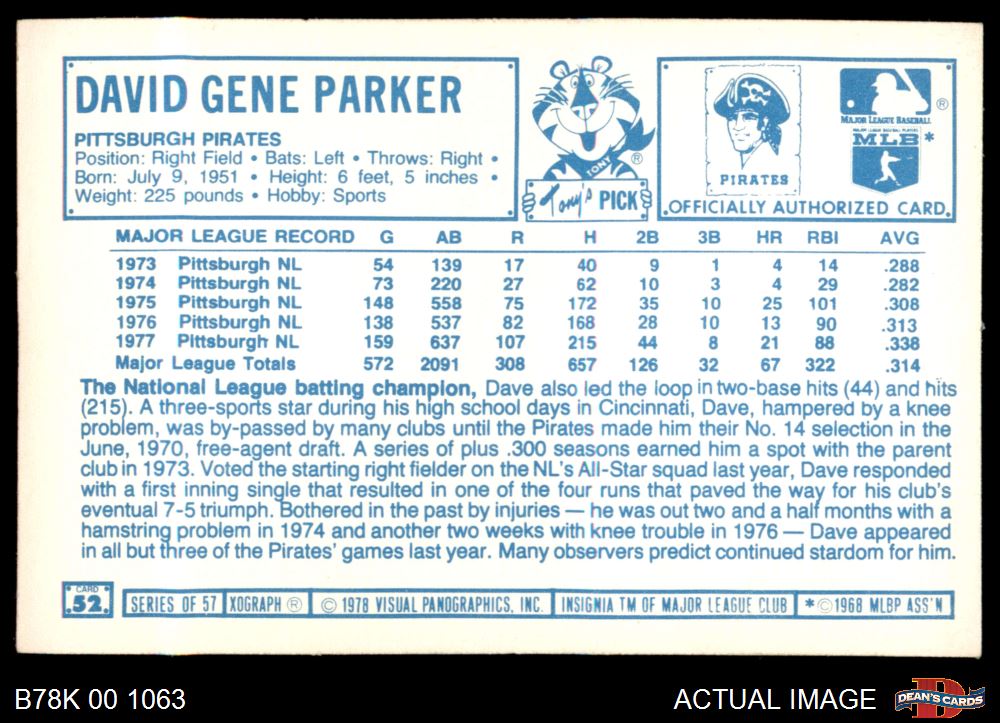 DAVID GENE PARKER
PITTSBURGH PIRATES
Position: Right Field • Bats: Left • Throws: Right •
Born: July 9, 1951 • Height: 6 feet, 5 inches •
Weight: 225 pounds • Hobby: Sports
TONY
®
Tony's PICK
PIRATES
®
MAJOR LEAGUE BASEBALL
MAJOR LEAGUE BASEBALL PLAYERS
MLB *
OFFICIALLY AUTHORIZED CARD.
MAJOR LEAGUE RECORD G AB R H 2B 3B HR RBI AVG
1973 Pittsburgh NL 54 139 17 40 9 1 4 14 .288
1974 Pittsburgh NL 73 220 27 62 10 3 4 29 .282
1975 Pittsburgh NL 148 558 75 172 35 10 25 101 .308
1976 Pittsburgh NL 138 537 82 168 28 10 13 90 .313
1977 Pittsburgh NL 159 637 107 215 44 8 21 88 .338
Major League Totals 572 2091 308 657 126 32 67 322 .314
The National League batting champion, Dave also led the loop in two-base hits (44) and hits
(215). A three-sports star during his high school days in Cincinnati, Dave, hampered by a knee
problem, was by-passed by many clubs until the Pirates made him their No. 14 selection in the
June, 1970, free-agent draft. A series of plus .300 seasons earned him a spot with the parent
club in 1973. Voted the starting right fielder on the NL's All-Star squad last year, Dave responded
with a first inning single that resulted in one of the four runs that paved the way for his club's
eventual 7-5 triumph. Bothered in the past by injuries — he was out two and a half months with a
hamstring problem in 1974 and another two weeks with knee trouble in 1976 — Dave appeared
in all but three of the Pirates' games last year. Many observers predict continued stardom for him.
CARD
52
SERIES OF 57 XOGRAPH ® © 1978 VISUAL PANOGRAPHICS, INC. INSIGNIA TM OF MAJOR LEAGUE CLUB * © 1968 MLBP ASS'N
B78K 00 1063
ACTUAL IMAGE
DEAN'S CARDS